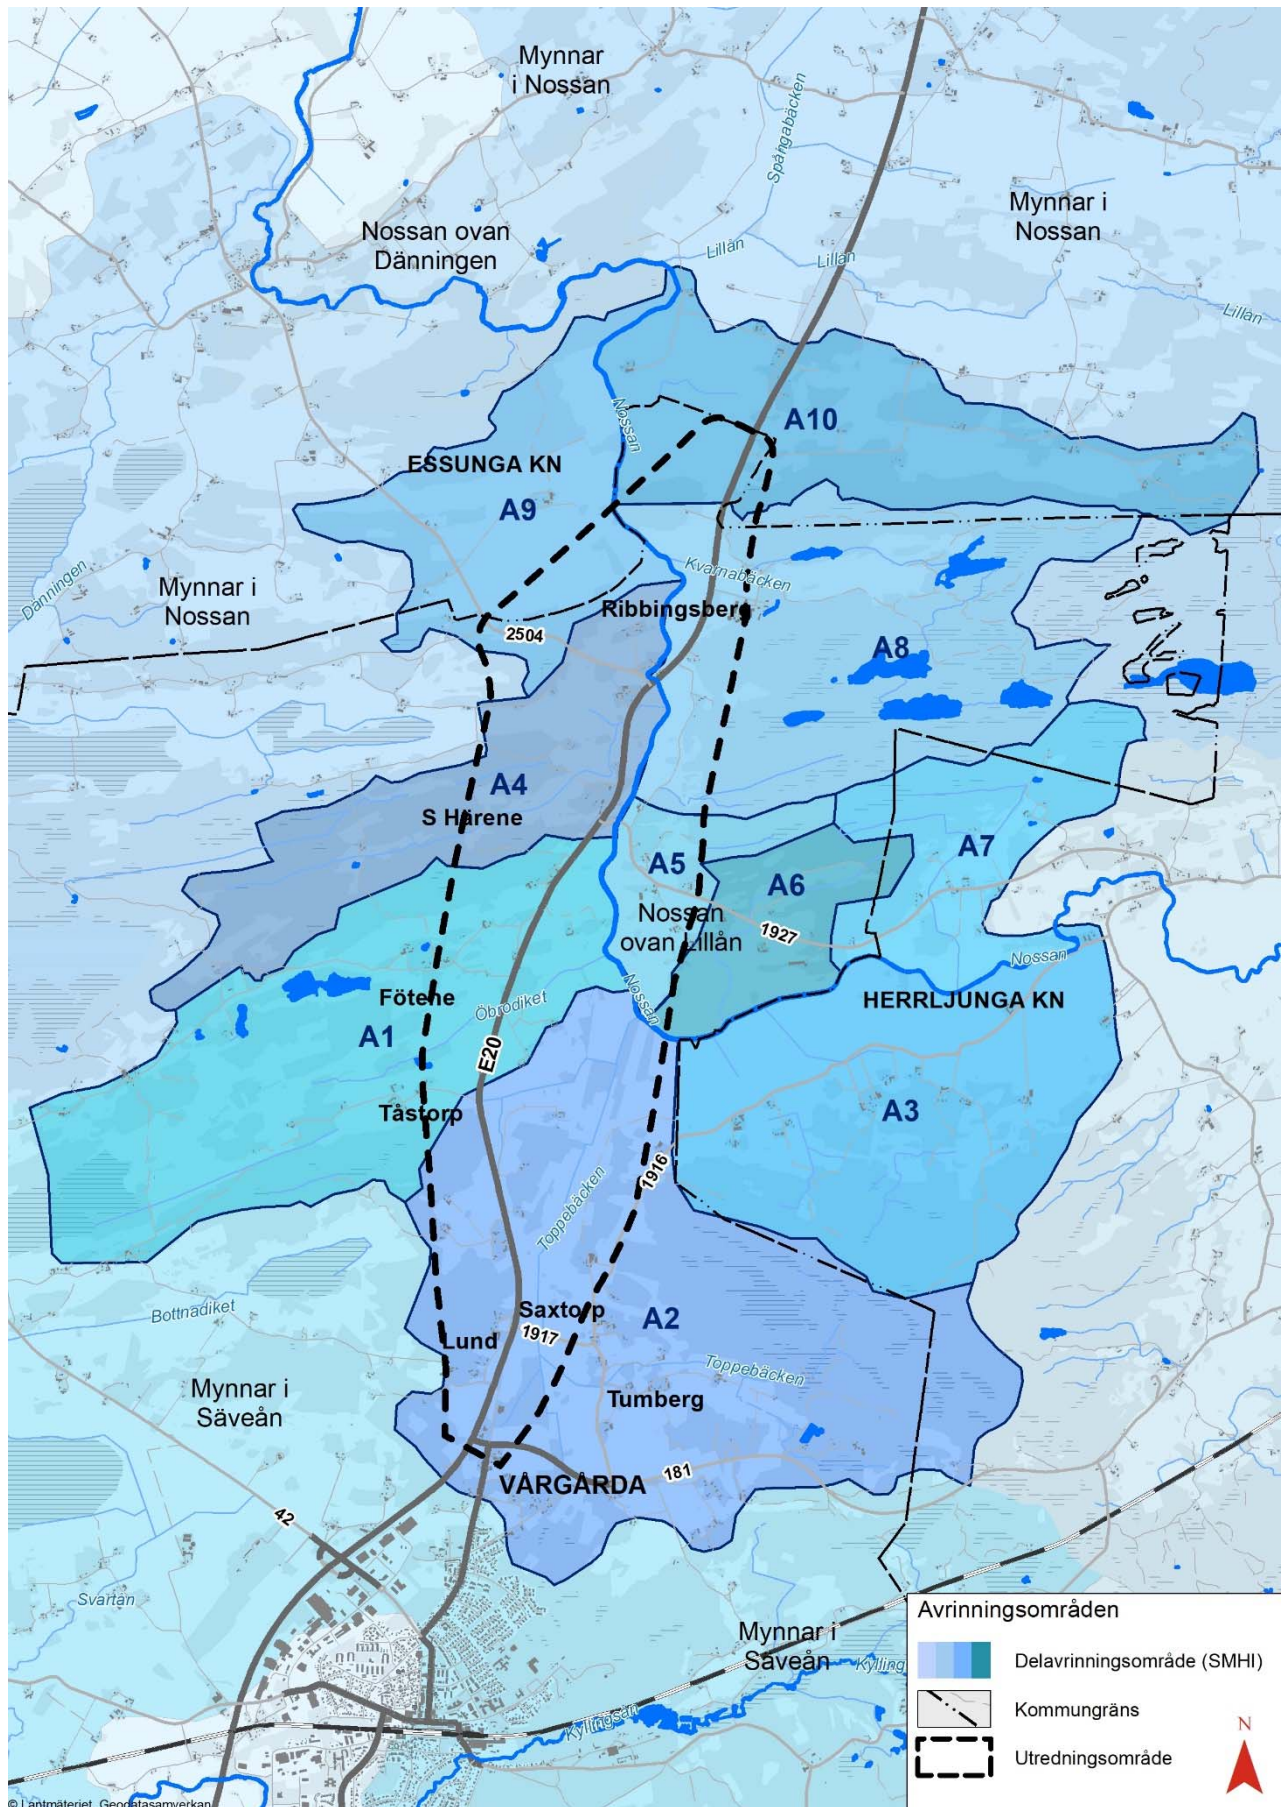 Mynnar
i Nossan
Spångabäcken
Mynnar i
Nossan
Nossan ovan
Dänningen
Lillån
Lillån
Lillån
Nossan
A10
ESSUNGA KN
A9
Dänningen
Mynnar i
Nossan
Kvarnabäcken
Ribbingsberg
2504
A8
A4
S Härene
A5
A6
A7
Nossan
ovan Lillån
1927
Nossan
Nossan
HERRLJUNGA KN
Fötene
Öbrodiket
A1
E20
Tåstorp
A3
1916
Toppebäcken
Bottnadiket
Saxtorp
A2
1917
Lund
Toppebäcken
Mynnar i
Säveån
Tumberg
181
VÅRGÅRDA
42
Svartån
Mynnar i
Säveån
Kylling
Kyllingsån
Avrinningsområden
Delavrinningsområde (SMHI)
Kommungräns
Utredningsområde
N
© Lantmäteriet, Geodatasamverkan